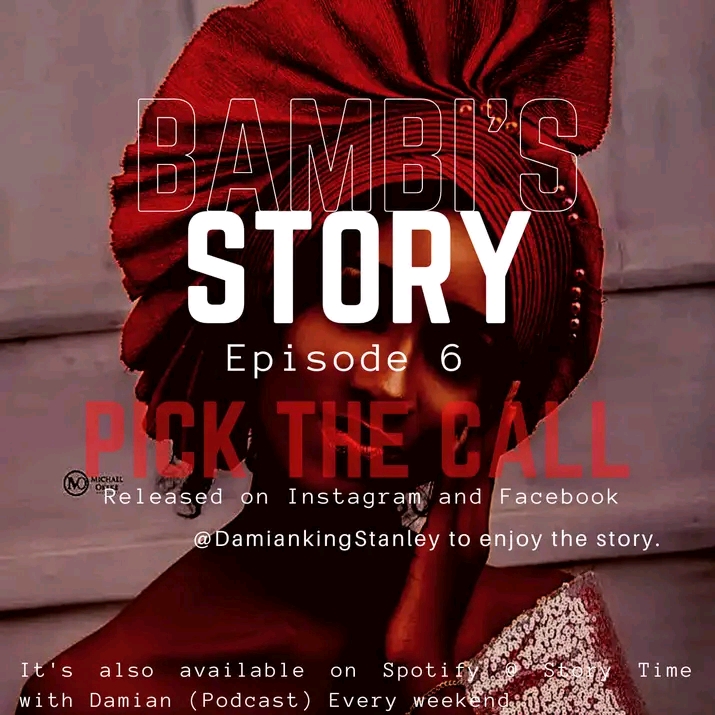 BAMBI'S
STORY
Episode 6
PICK THE CALL
MICHAEL
Released on Instagram and Facebook
@DamiankingStanley to enjoy the story.
It's also available on Spotify @ Story Time
with Damian (Podcast) Every weekend.